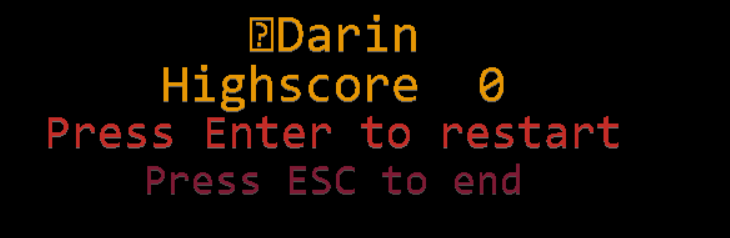 �Darin
Highscore  0
Press Enter to restart
Press ESC to end